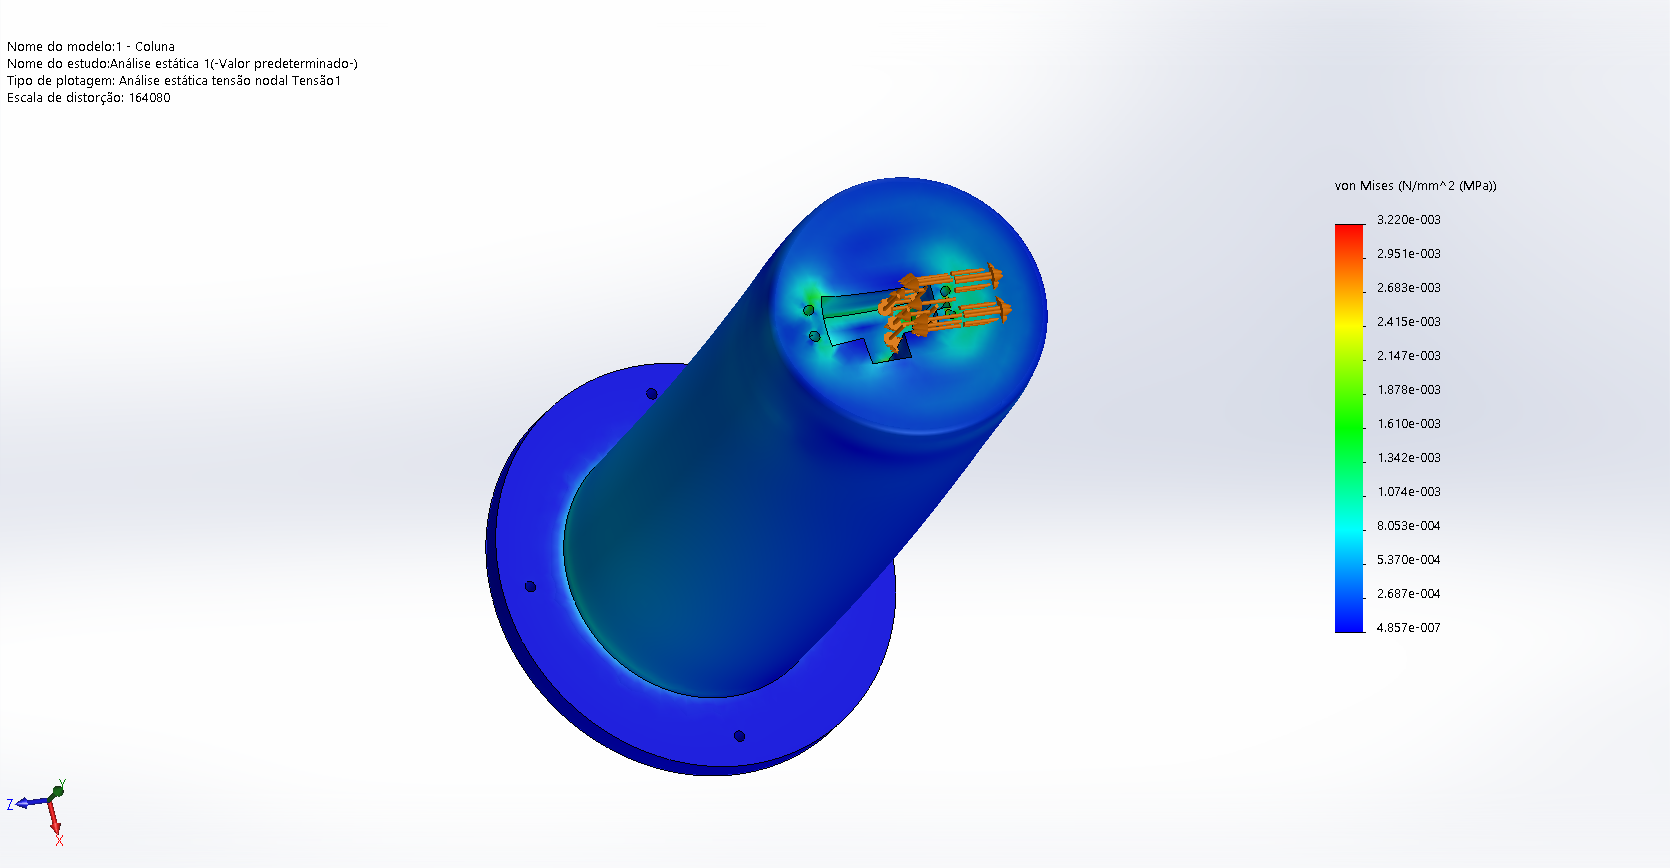 Nome do modelo:1 - Coluna
Nome do estudo:Análise estática 1(-Valor predeterminado-)
Tipo de plotagem: Análise estática tensão nodal Tensão1
Escala de distorção: 164080
von Mises (N/mm^2 (MPa))
3.220e-003
2.951e-003
2.683e-003
2.415e-003
2.147e-003
1.878e-003
1.610e-003
1.342e-003
1.074e-003
8.053e-004
5.370e-004
2.687e-004
4.857e-007
Y
Z
X